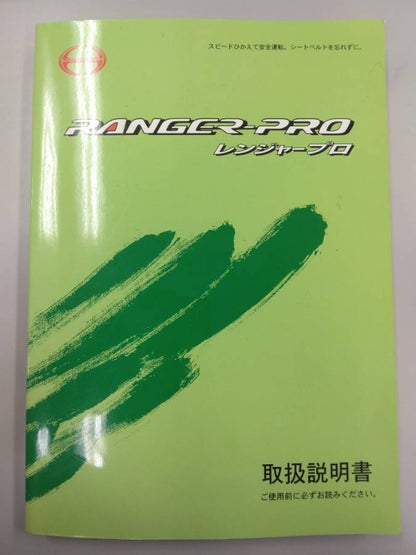 スピードひかえて安全運転。シートベルトを忘れずに。
RANGER-PRO
レンジャープロ
取扱説明書
ご使用前に必ずお読みください。